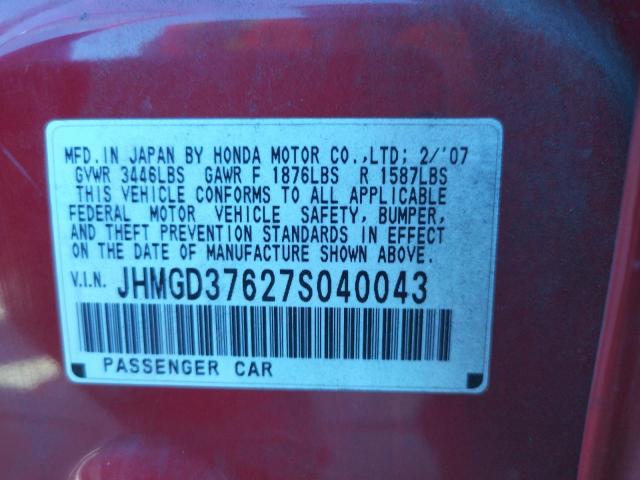 MFD.IN JAPAN BY HONDA MOTOR CO.,LTD; 2/'07
GVWR 3446LBS GAWR F 1876LBS R 1587LBS
THIS VEHICLE CONFORMS TO ALL APPLICABLE
FEDERAL MOTOR VEHICLE SAFETY, BUMPER,
AND THEFT PREVENTION STANDARDS IN EFFECT
ON THE DATE OF MANUFACTURE SHOWN ABOVE.
V.I.N. JHMGD37627S040043
PASSENGER CAR